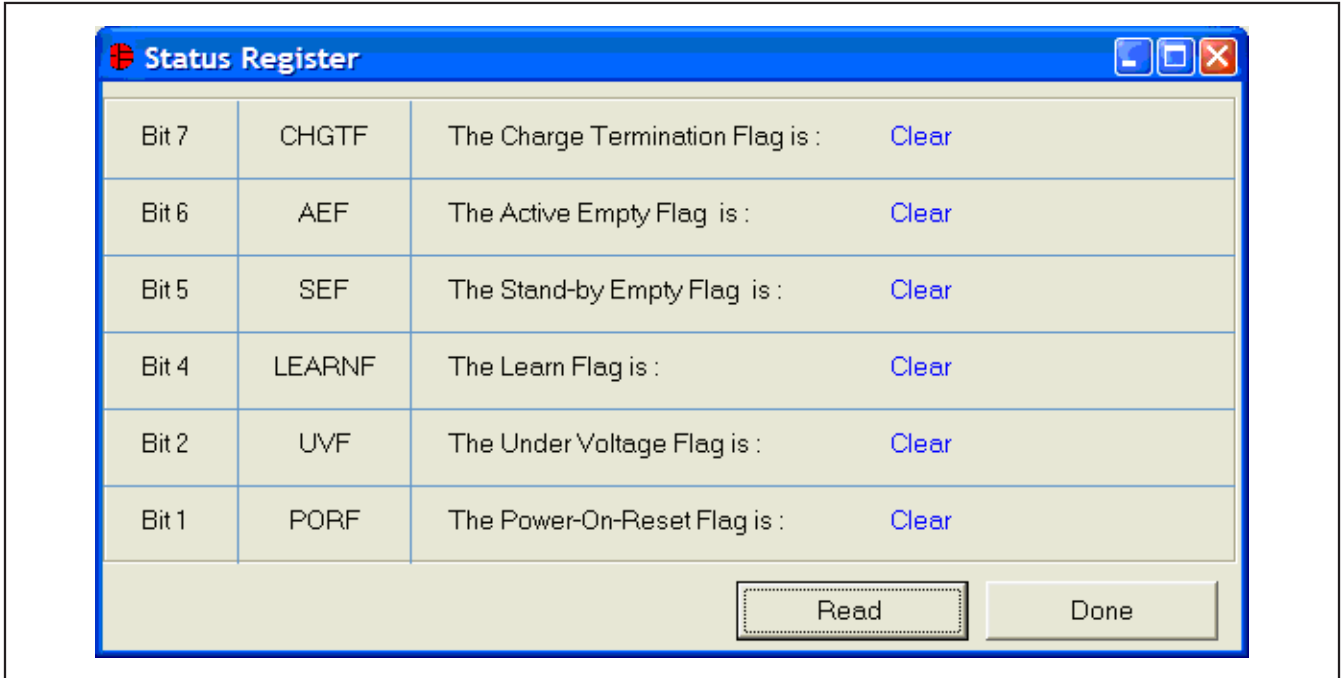 Status Register
Bit 7 CHGTF The Charge Termination Flag is : Clear
Bit 6 AEF The Active Empty Flag is : Clear
Bit 5 SEF The Stand-by Empty Flag is : Clear
Bit 4 LEARNF The Learn Flag is : Clear
Bit 2 UVF The Under Voltage Flag is : Clear
Bit 1 PORF The Power-On-Reset Flag is : Clear
Read Done